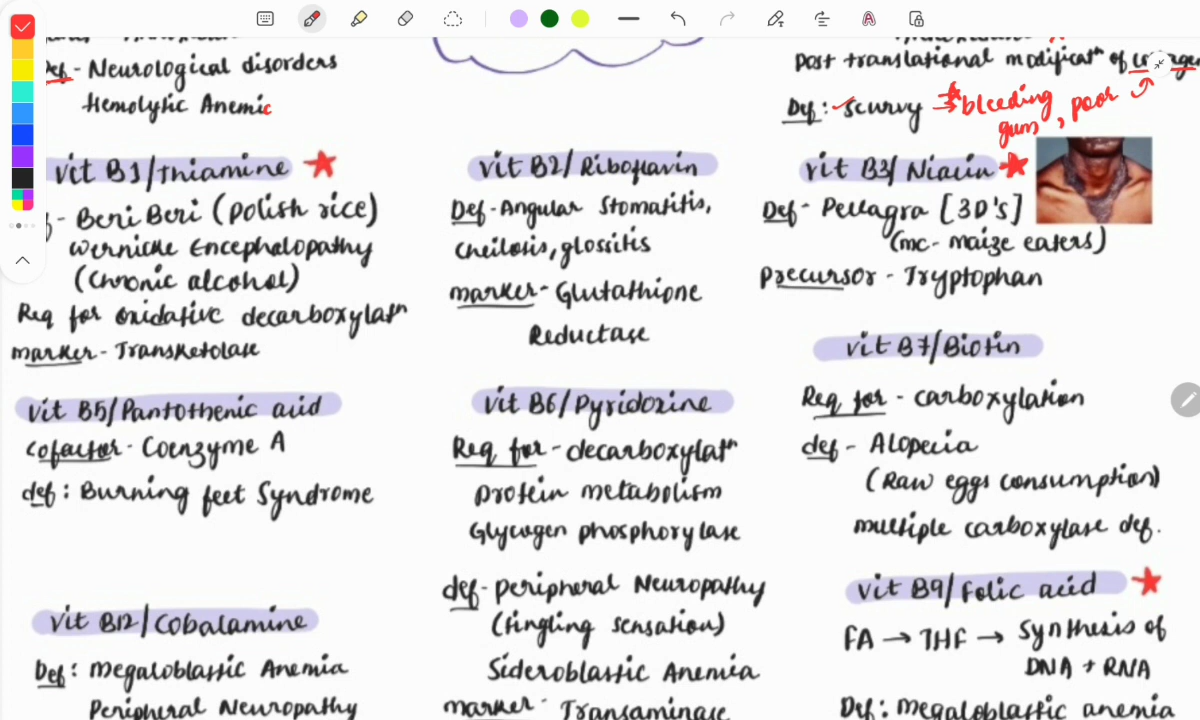 Def - Neurological disorders
Hemolytic Anemic
Post translational modificatⁿ of
Def: scurvy → bleeding gum, poor
vit B1/Thiamine
- Beri Beri (Polish rice)
Wernicke Encephalopathy
(Chronic alcohol)
Req for oxidative decarboxylatⁿ
marker - Transketolase
vit B2/Riboflavin
Def - Angular Stomatitis,
cheilosis, glossitis
marker - Glutathione
Reductase
vit B3/Niacin
Def - Pellagra [3D's]
(mc - maize eaters)
Precursor - Tryptophan
vit B5/Pantothenic acid
cofactor - Coenzyme A
def: Burning feet Syndrome
vit B6/Pyridoxine
Req for - decarboxylatⁿ
protein metabolism
Glycogen phosphorylase
def - peripheral Neuropathy
(tingling sensation)
Sideroblastic Anemia
marker - Transaminase
vit B7/Biotin
Req for - carboxylation
def - Alopecia
(Raw eggs consumption)
multiple carboxylase def.
vit B9/Folic acid
FA → THF → Synthesis of
DNA + RNA
Def: megaloblastic anemia
vit B12/Cobalamine
Def: megaloblastic Anemia
Peripheral Neuropathy